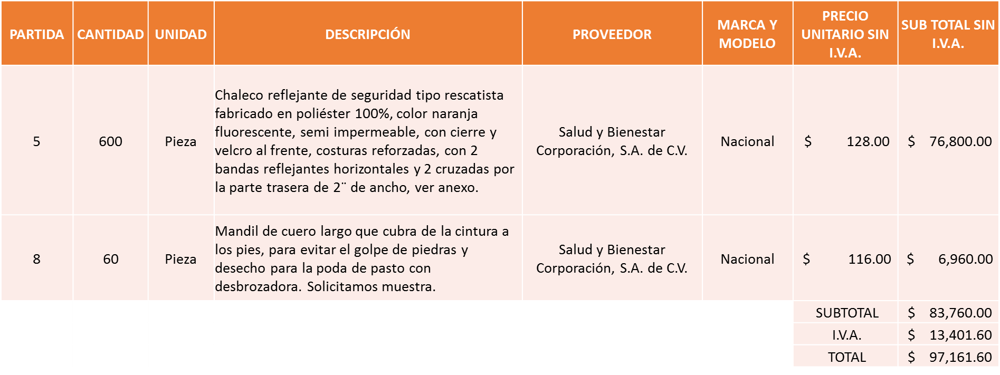 PARTIDA CANTIDAD UNIDAD DESCRIPCIÓN PROVEEDOR MARCA Y MODELO PRECIO UNITARIO SIN I.V.A. SUB TOTAL SIN I.V.A.
5 600 Pieza
Chaleco reflejante de seguridad tipo rescatista
fabricado en poliéster 100%, color naranja
fluorescente, semi impermeable, con cierre y
velcro al frente, costuras reforzadas, con 2
bandas reflejantes horizontales y 2 cruzadas por
la parte trasera de 2¨ de ancho, ver anexo.
Salud y Bienestar
Corporación, S.A. de C.V.
Nacional
$ 128.00
$ 76,800.00
8 60 Pieza
Mandil de cuero largo que cubra de la cintura a
los pies, para evitar el golpe de piedras y
desecho para la poda de pasto con
desbrozadora. Solicitamos muestra.
Salud y Bienestar
Corporación, S.A. de C.V.
Nacional
$ 116.00
$ 6,960.00
SUBTOTAL $ 83,760.00
I.V.A. $ 13,401.60
TOTAL $ 97,161.60